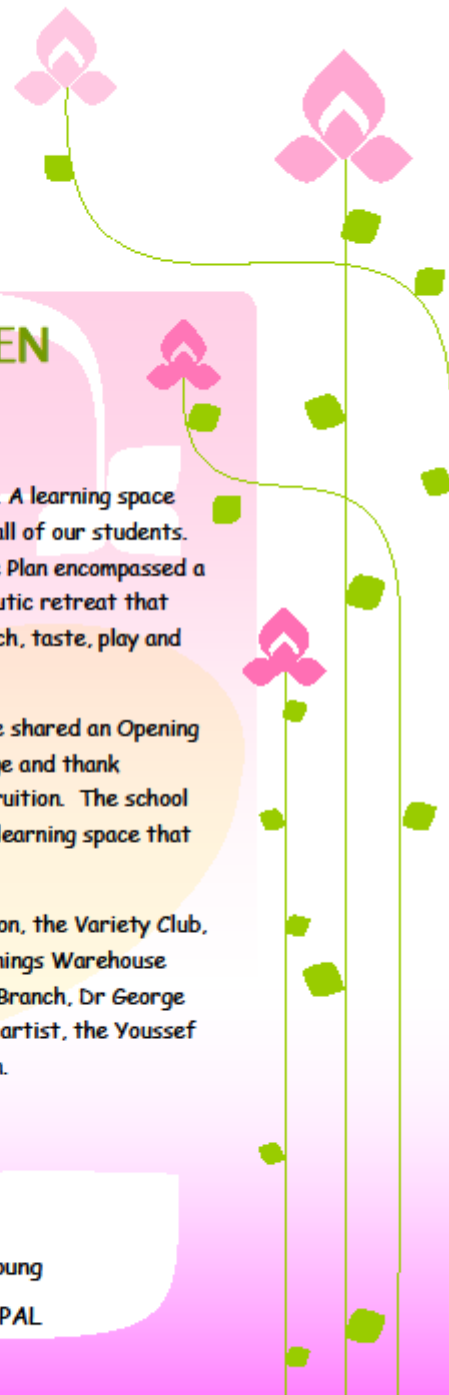 EN
A learning space
all of our students.
Plan encompassed a
utic retreat that
ch, taste, play and
e shared an Opening
ge and thank
ruition. The school
learning space that
on, the Variety Club,
nings Warehouse
Branch, Dr George
artist, the Youssef
n.
oung
PAL